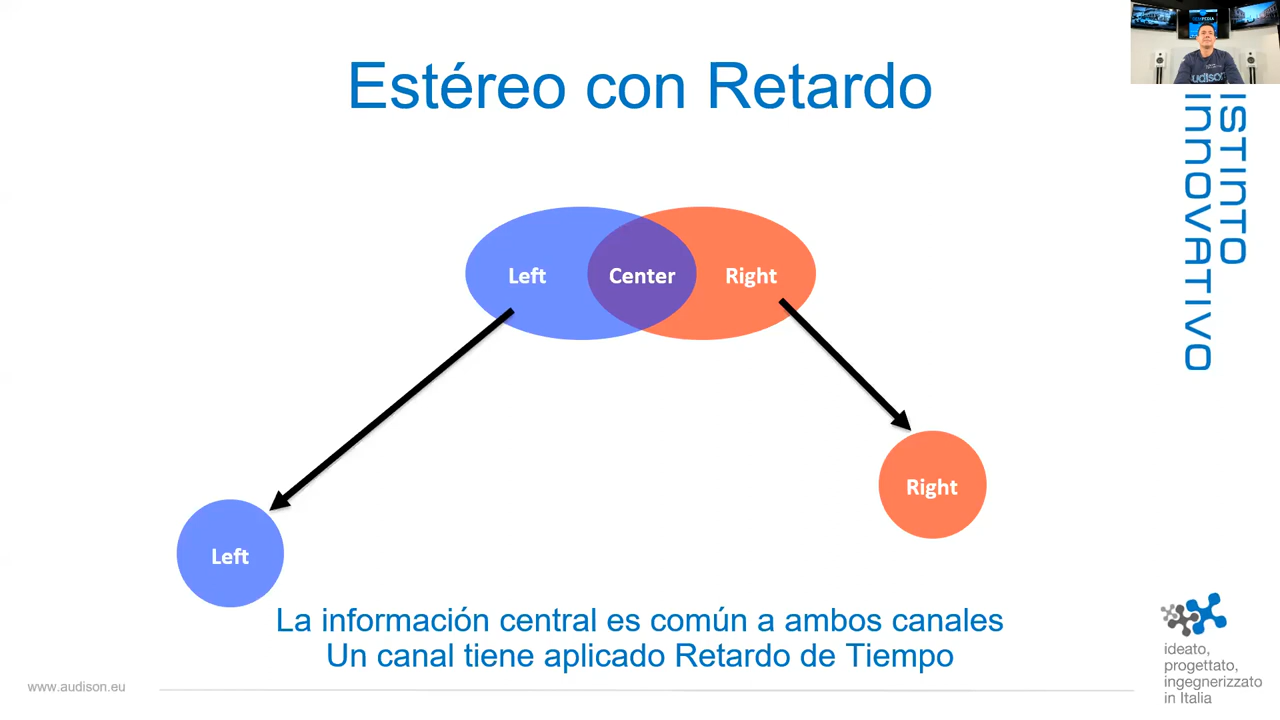 Estéreo con Retardo
Left
Center
Right
Left
Right
La información central es común a ambos canales
Un canal tiene aplicado Retardo de Tiempo
www.audison.eu
ISTINTO
INNOVATIVO
ideato,
progettato,
ingegnerizzato
in Italia
udison